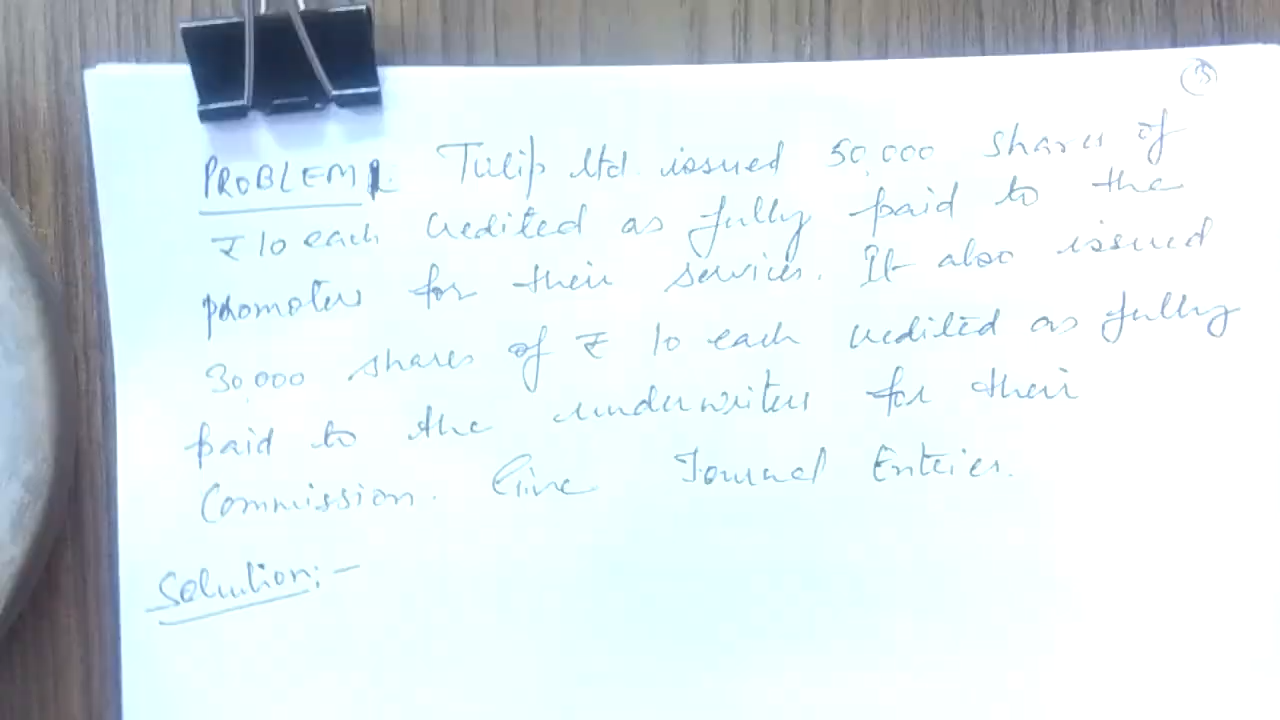 (5)
PROBLEM 1. Tulip Ltd. issued 50,000 shares of
₹ 10 each credited as fully paid to the
promoters for their services. It also issued
30,000 shares of ₹ 10 each credited as fully
paid to the underwriters for their
Commission. Give Journal Entries.
Solution:-